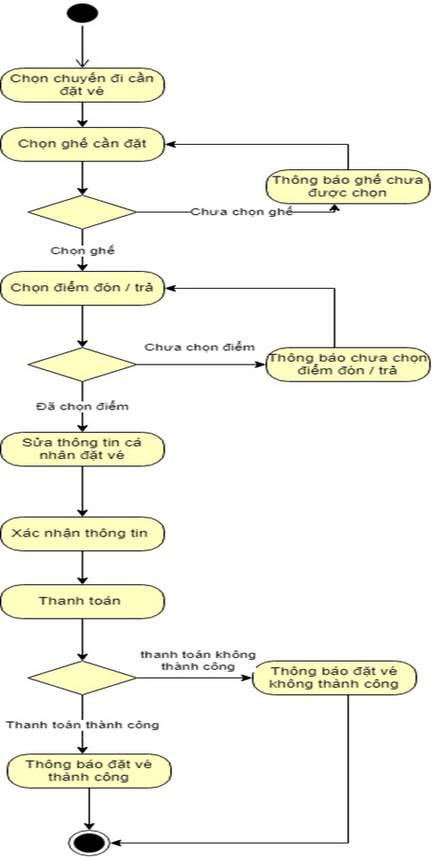 Chọn chuyến đi cần
đặt vé
Chọn ghế cần đặt
Thông báo ghế chưa
được chọn
Chưa chọn ghế
Chọn ghế
Chọn điểm đón / trả
Chưa chọn điểm
Thông báo chưa chọn
điểm đón / trả
Đã chọn điểm
Sửa thông tin cá
nhân đặt vé
Xác nhận thông tin
Thanh toán
thanh toán không
thành công
Thông báo đặt vé
không thành công
Thanh toán thành công
Thông báo đặt vé
thành công